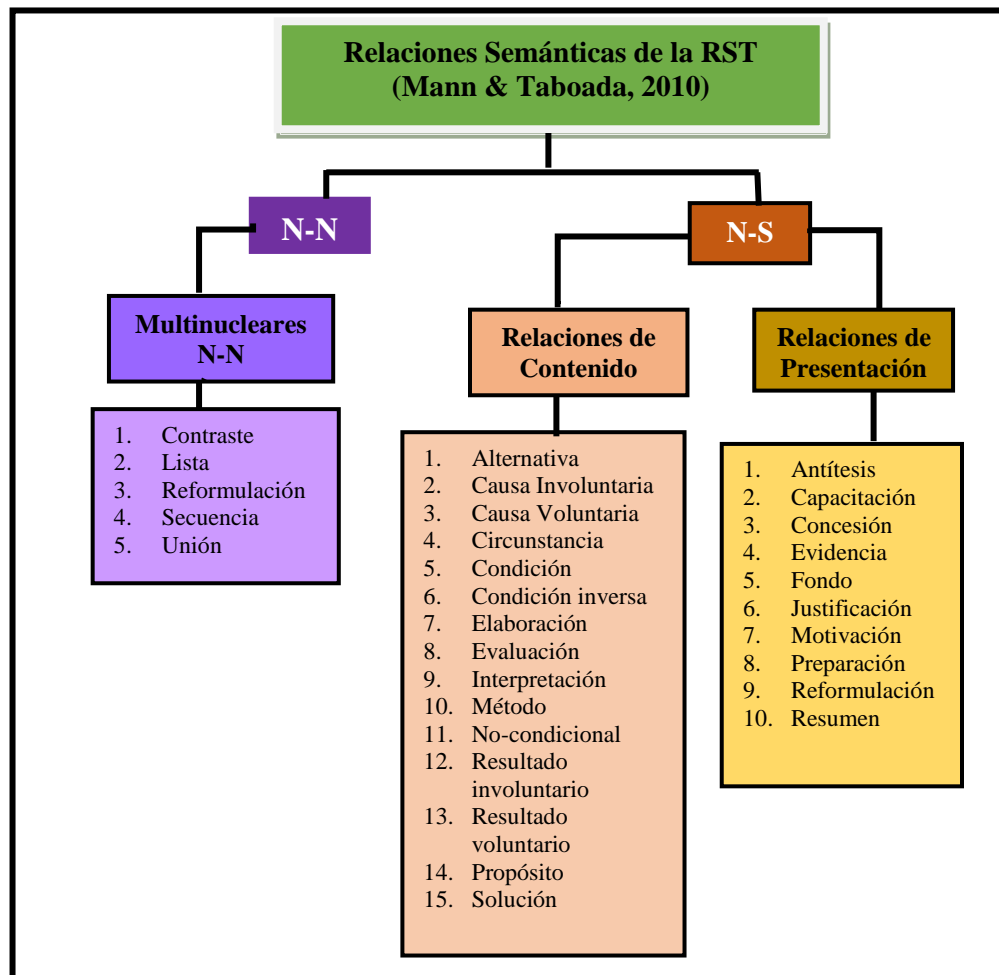 Relaciones Semánticas de la RST
(Mann & Taboada, 2010)
N-N
N-S
Multinucleares
N-N
Relaciones de
Contenido
Relaciones de
Presentación
1. Contraste
2. Lista
3. Reformulación
4. Secuencia
5. Unión
1. Alternativa
2. Causa Involuntaria
3. Causa Voluntaria
4. Circunstancia
5. Condición
6. Condición inversa
7. Elaboración
8. Evaluación
9. Interpretación
10. Método
11. No-condicional
12. Resultado
involuntario
13. Resultado
voluntario
14. Propósito
15. Solución
1. Antítesis
2. Capacitación
3. Concesión
4. Evidencia
5. Fondo
6. Justificación
7. Motivación
8. Preparación
9. Reformulación
10. Resumen